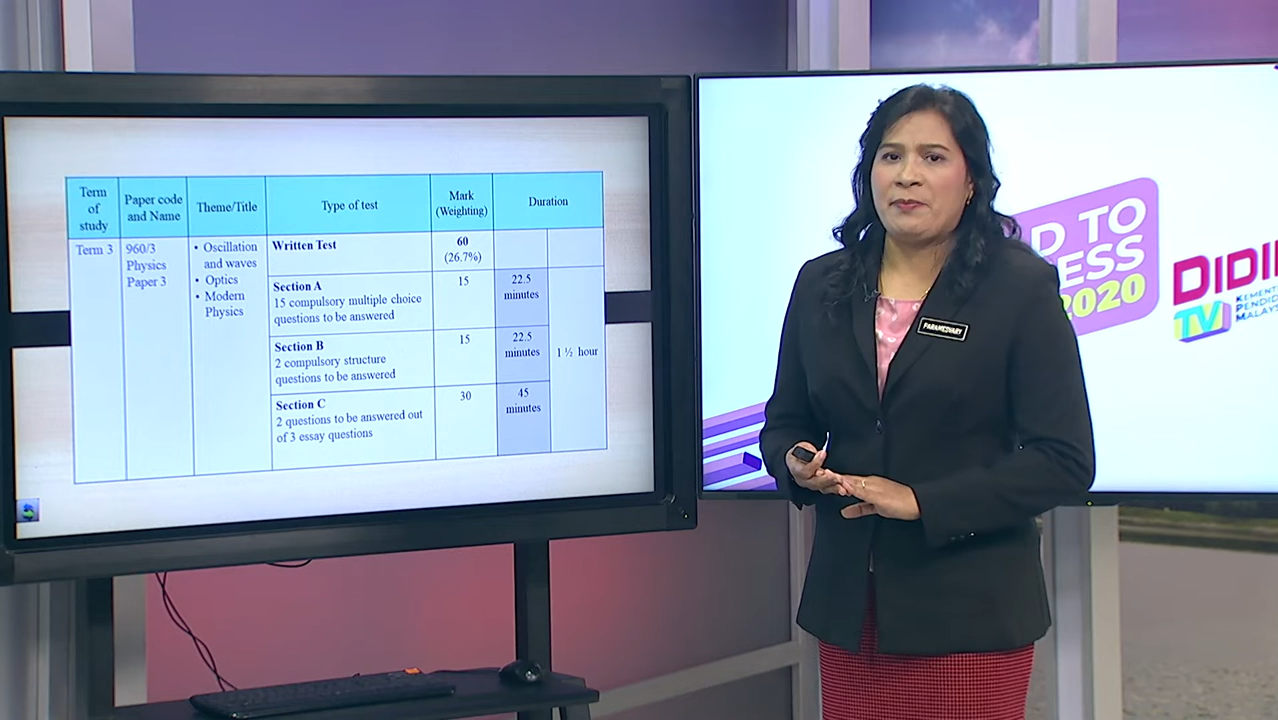 Term of study
Paper code and Name
Theme/Title
Type of test
Mark (Weighting)
Duration
Term 3
960/3 Physics Paper 3
• Oscillation and waves
• Optics
• Modern Physics
Written Test
60
(26.7%)
Section A
15 compulsory multiple choice
questions to be answered
15
22.5
minutes
Section B
2 compulsory structure
questions to be answered
15
22.5
minutes
1 ½ hour
Section C
2 questions to be answered out
of 3 essay questions
30
45
minutes
PARAMESVARY
D TO
ESS
2020
DIDI
TV